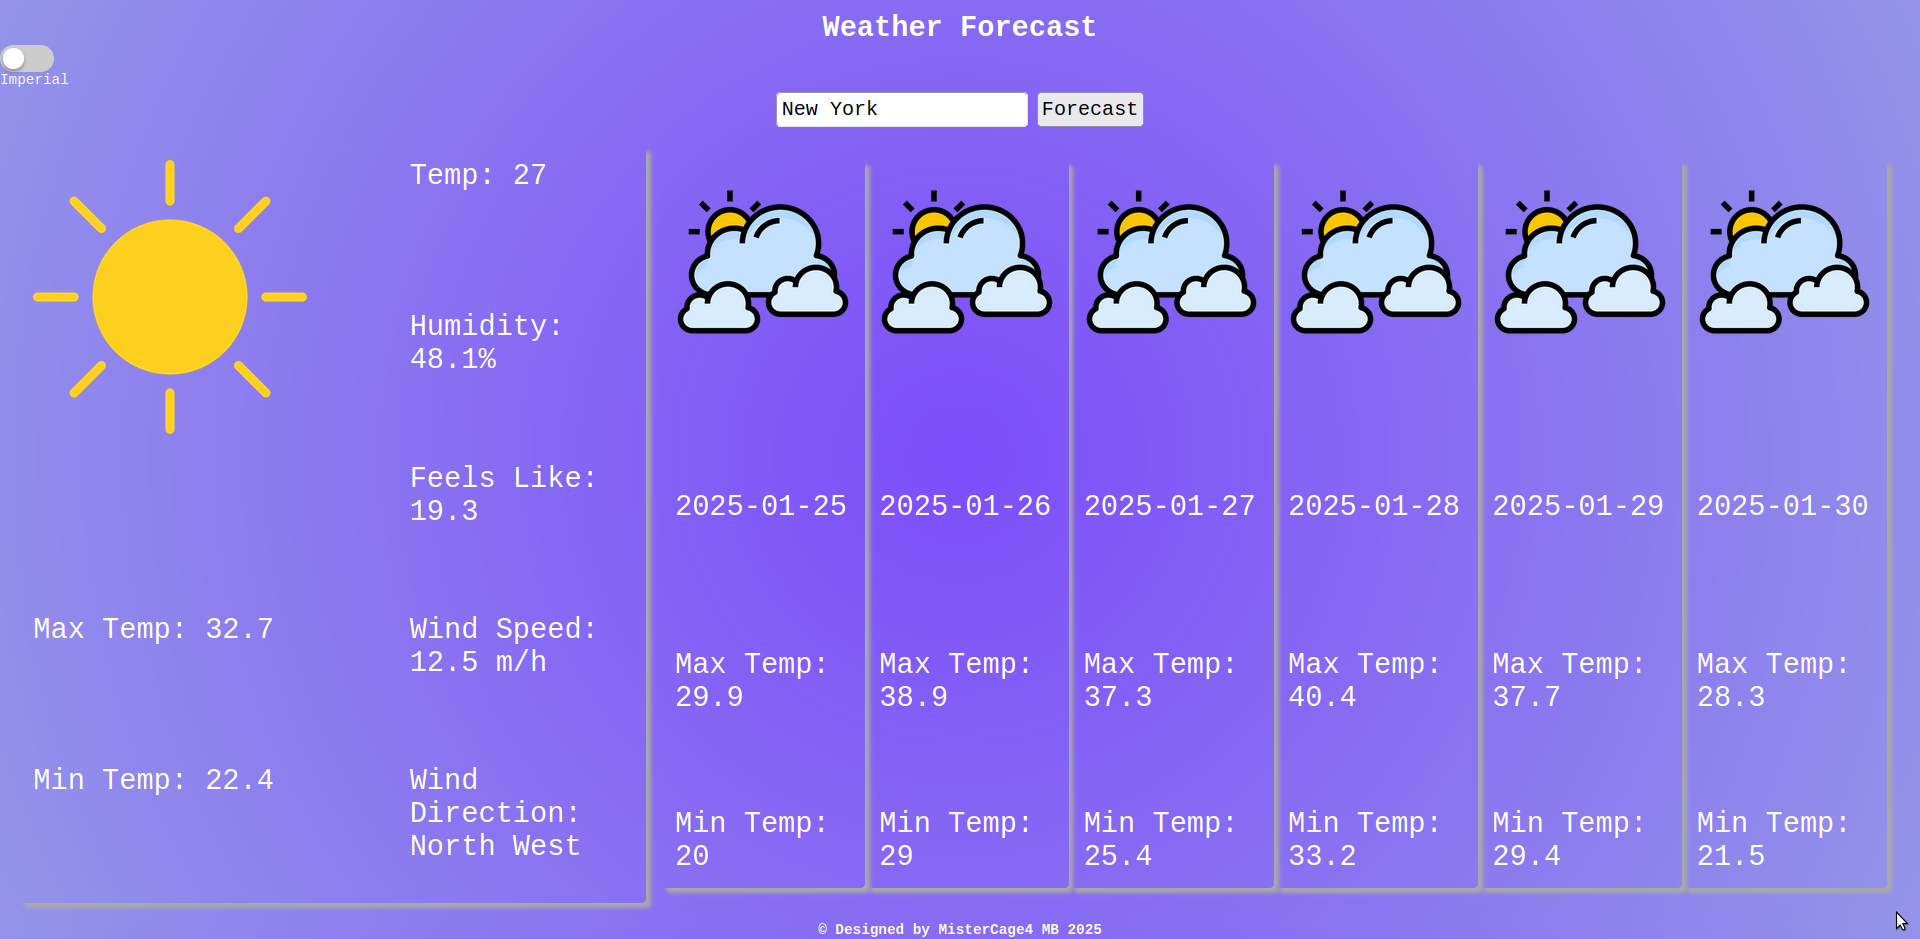 Weather Forecast
Imperial
New York
Forecast
Temp: 27
Humidity:
48.1%
Feels Like:
19.3
Max Temp: 32.7
Wind Speed:
12.5 m/h
Min Temp: 22.4
Wind
Direction:
North West
2025-01-25
Max Temp:
29.9
Min Temp:
20
2025-01-26
Max Temp:
38.9
Min Temp:
29
2025-01-27
Max Temp:
37.3
Min Temp:
25.4
2025-01-28
Max Temp:
40.4
Min Temp:
33.2
2025-01-29
Max Temp:
37.7
Min Temp:
29.4
2025-01-30
Max Temp:
28.3
Min Temp:
21.5
© Designed by MisterCage4 MB 2025